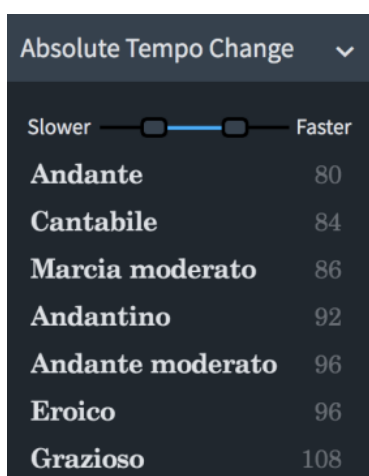 Absolute Tempo Change
Slower Faster
Andante 80
Cantabile 84
Marcia moderato 86
Andantino 92
Andante moderato 96
Eroico 96
Grazioso 108